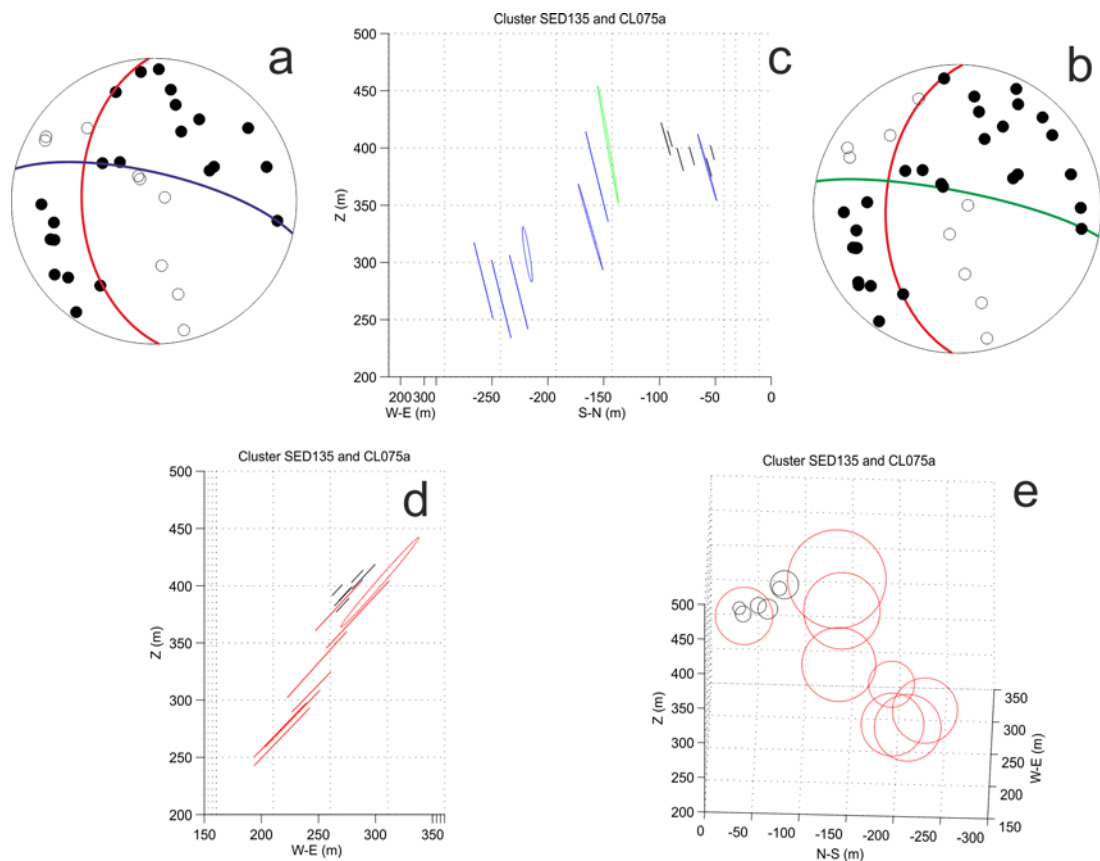 a
Cluster SED135 and CL075a
c
b
500
450
400
350
300
250
200
Z (m)
200 300 -250 -200 -150 -100 -50 0
W-E (m) S-N (m)
Cluster SED135 and CL075a
d
500
450
400
350
300
250
200
Z (m)
150 200 250 300 350
W-E (m)
Cluster SED135 and CL075a
e
500
450
400
350
300
250
200
Z (m)
350
300
250
200
150
W-E (m)
0 -50 -100 -150 -200 -250 -300
N-S (m)